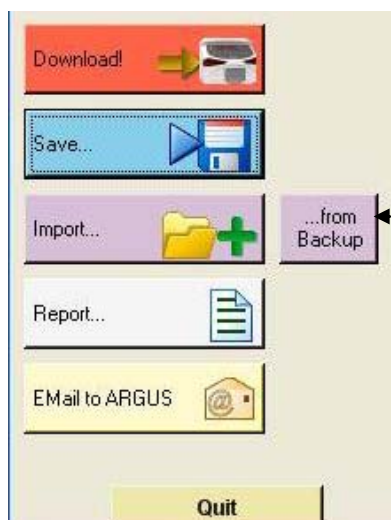 Download!
Save...
Import...
...from
Backup
Report...
EMail to ARGUS
@
Quit